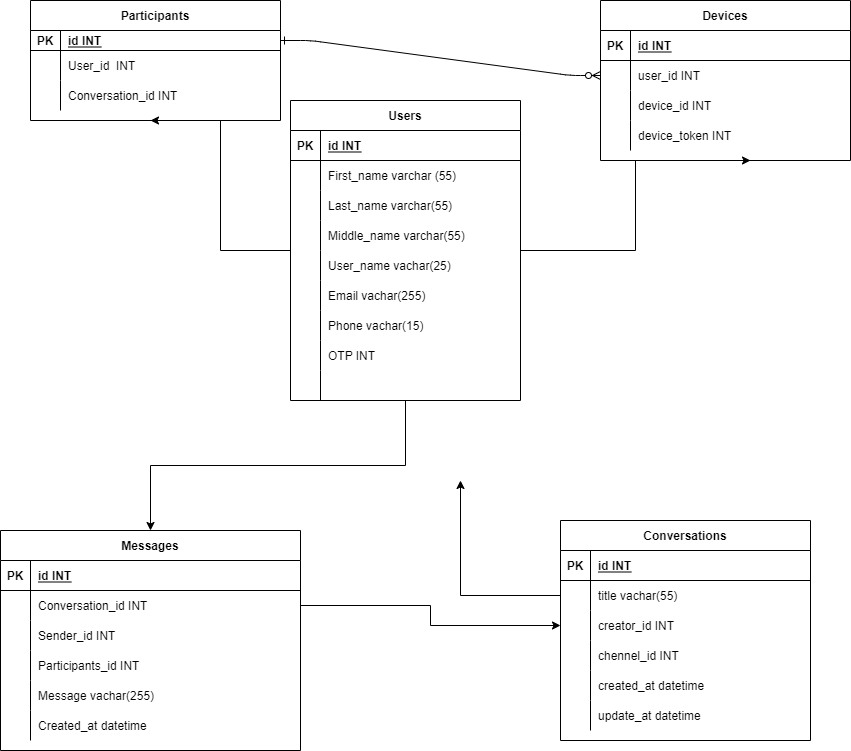 Participants
PK id INT
User_id INT
Conversation_id INT
Devices
PK id INT
user_id INT
device_id INT
device_token INT
Users
PK id INT
First_name varchar (55)
Last_name varchar(55)
Middle_name varchar(55)
User_name vachar(25)
Email vachar(255)
Phone vachar(15)
OTP INT
Messages
PK id INT
Conversation_id INT
Sender_id INT
Participants_id INT
Message vachar(255)
Created_at datetime
Conversations
PK id INT
title vachar(55)
creator_id INT
chennel_id INT
created_at datetime
update_at datetime